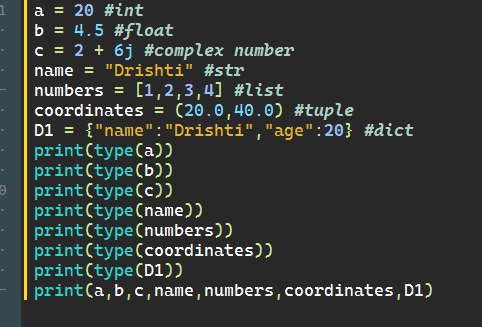 a = 20 #int
b = 4.5 #float
c = 2 + 6j #complex number
name = "Drishti" #str
numbers = [1,2,3,4] #list
coordinates = (20.0,40.0) #tuple
D1 = {"name":"Drishti","age":20} #dict
print(type(a))
print(type(b))
print(type(c))
print(type(name))
print(type(numbers))
print(type(coordinates))
print(type(D1))
print(a,b,c,name,numbers,coordinates,D1)